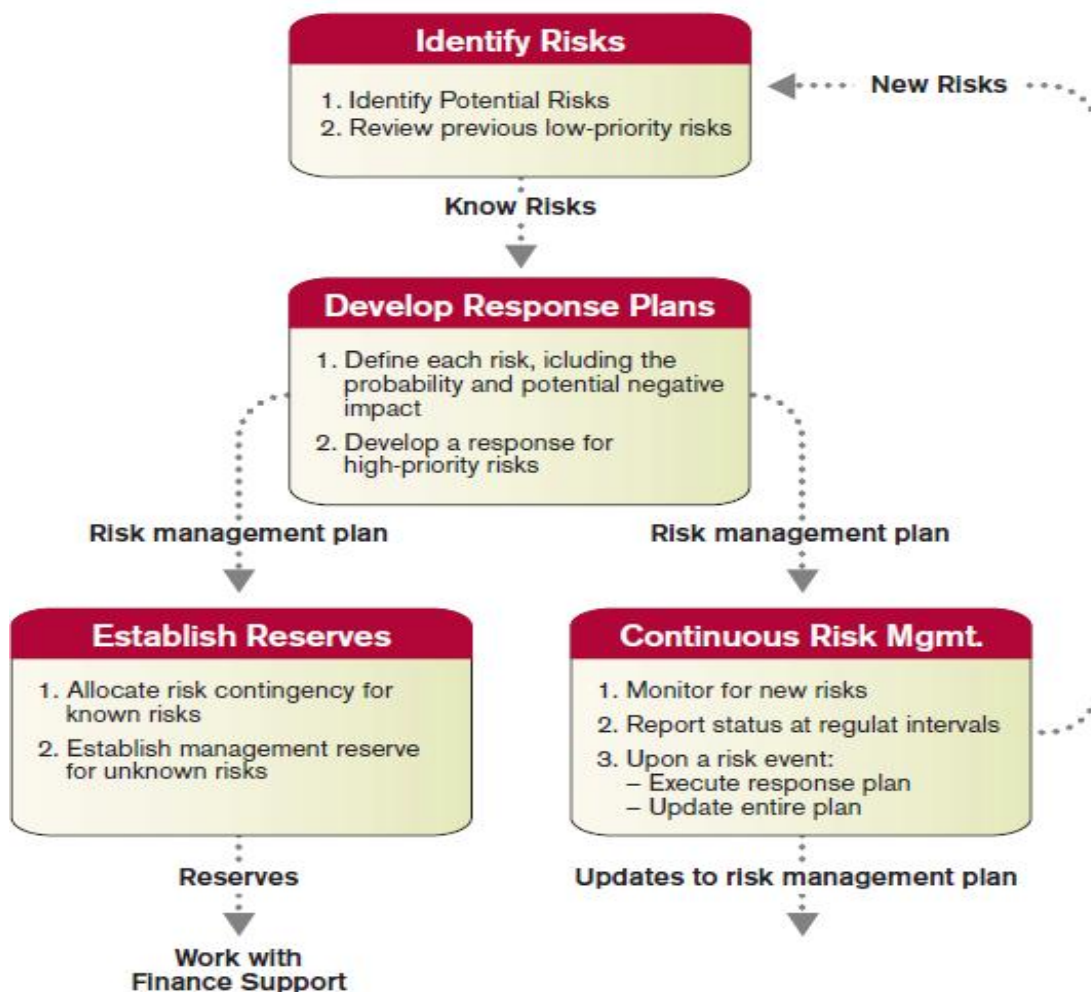 Identify Risks
1. Identify Potential Risks
2. Review previous low-priority risks
New Risks
Know Risks
Develop Response Plans
1. Define each risk, icluding the
probability and potential negative
impact
2. Develop a response for
high-priority risks
Risk management plan
Risk management plan
Establish Reserves
1. Allocate risk contingency for
known risks
2. Establish management reserve
for unknown risks
Continuous Risk Mgmt.
1. Monitor for new risks
2. Report status at regulat intervals
3. Upon a risk event:
– Execute response plan
– Update entire plan
Reserves
Updates to risk management plan
Work with
Finance Support